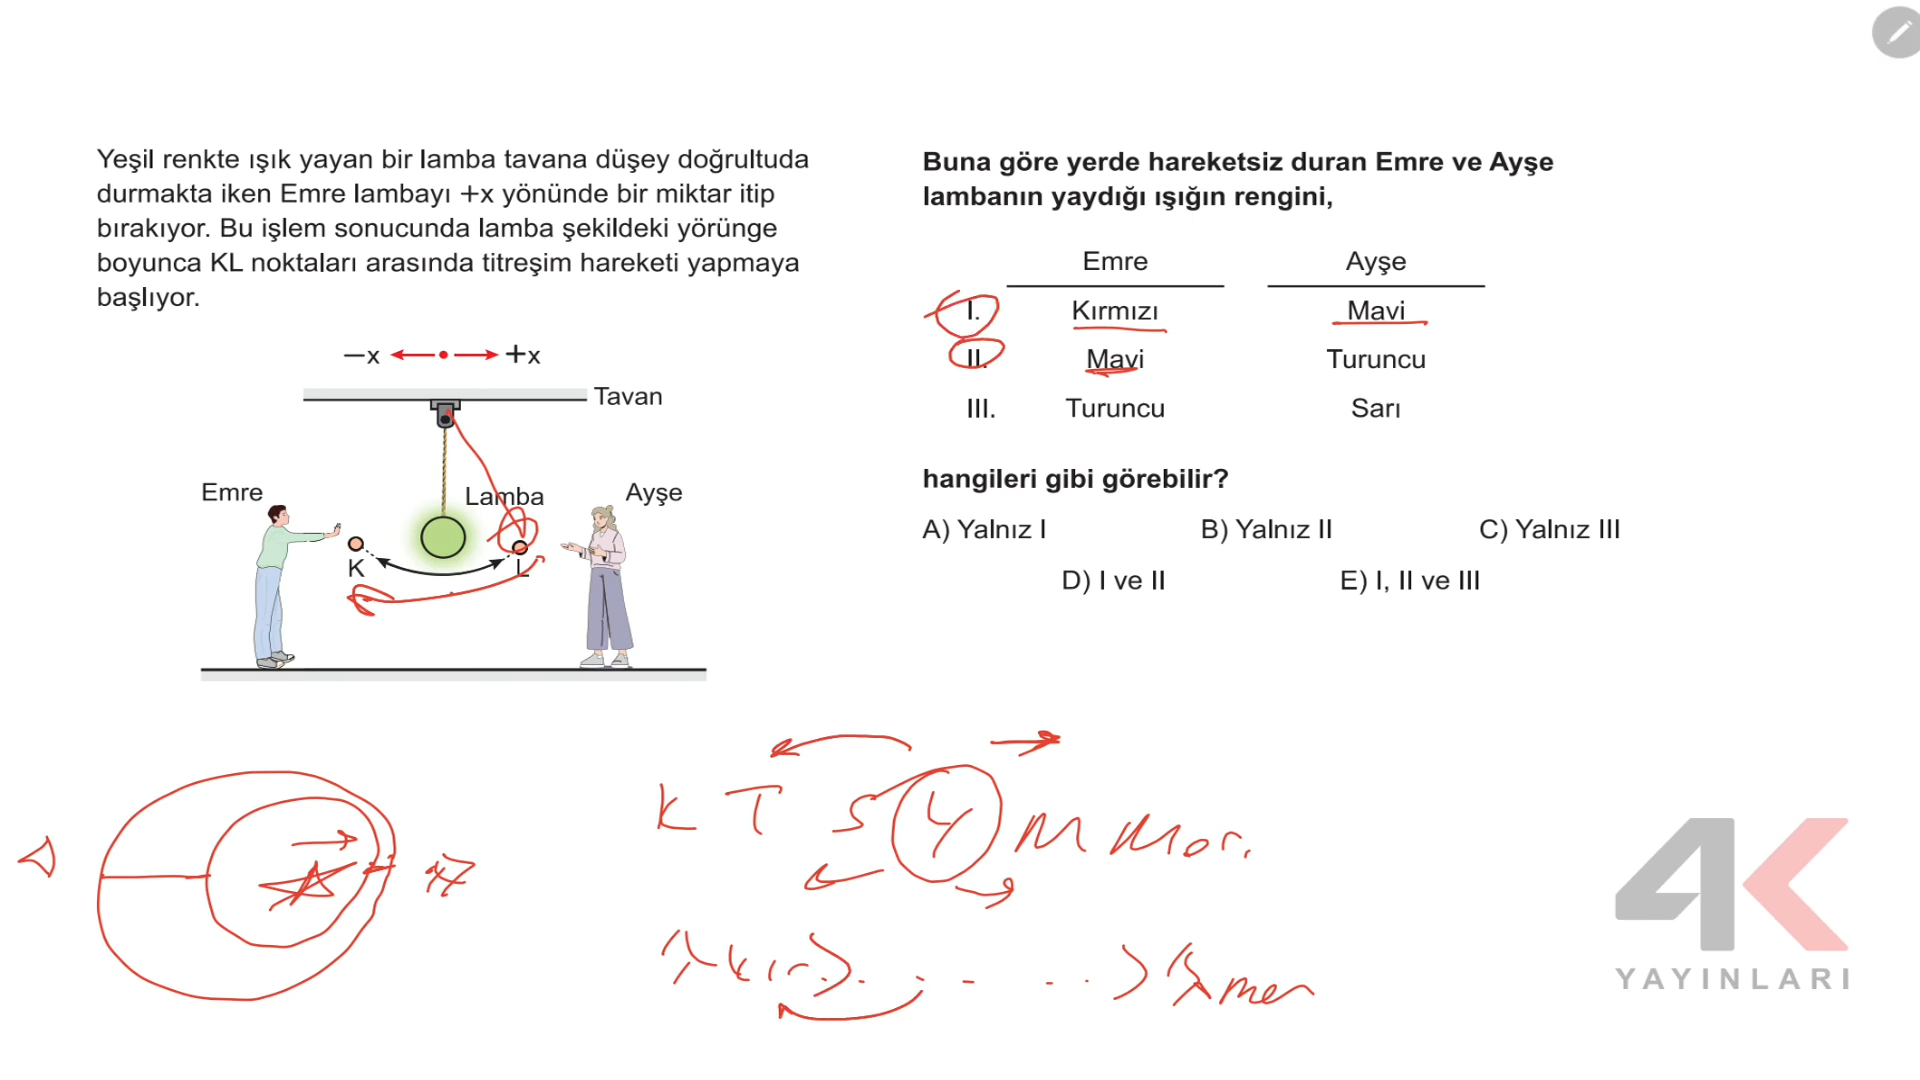 Yeşil renkte ışık yayan bir lamba tavana düşey doğrultuda
durmakta iken Emre lambayı +x yönünde bir miktar itip
bırakıyor. Bu işlem sonucunda lamba şekildeki yörünge
boyunca KL noktaları arasında titreşim hareketi yapmaya
başlıyor.
–x +x
Tavan
Emre
Lamba
Ayşe
K
L
Buna göre yerde hareketsiz duran Emre ve Ayşe
lambanın yaydığı ışığın rengini,
Emre Ayşe
I. Kırmızı Mavi
II. Mavi Turuncu
III. Turuncu Sarı
hangileri gibi görebilir?
A) Yalnız I B) Yalnız II C) Yalnız III
D) I ve II E) I, II ve III
K T S Y M Mor.
4K
YAYINLARI